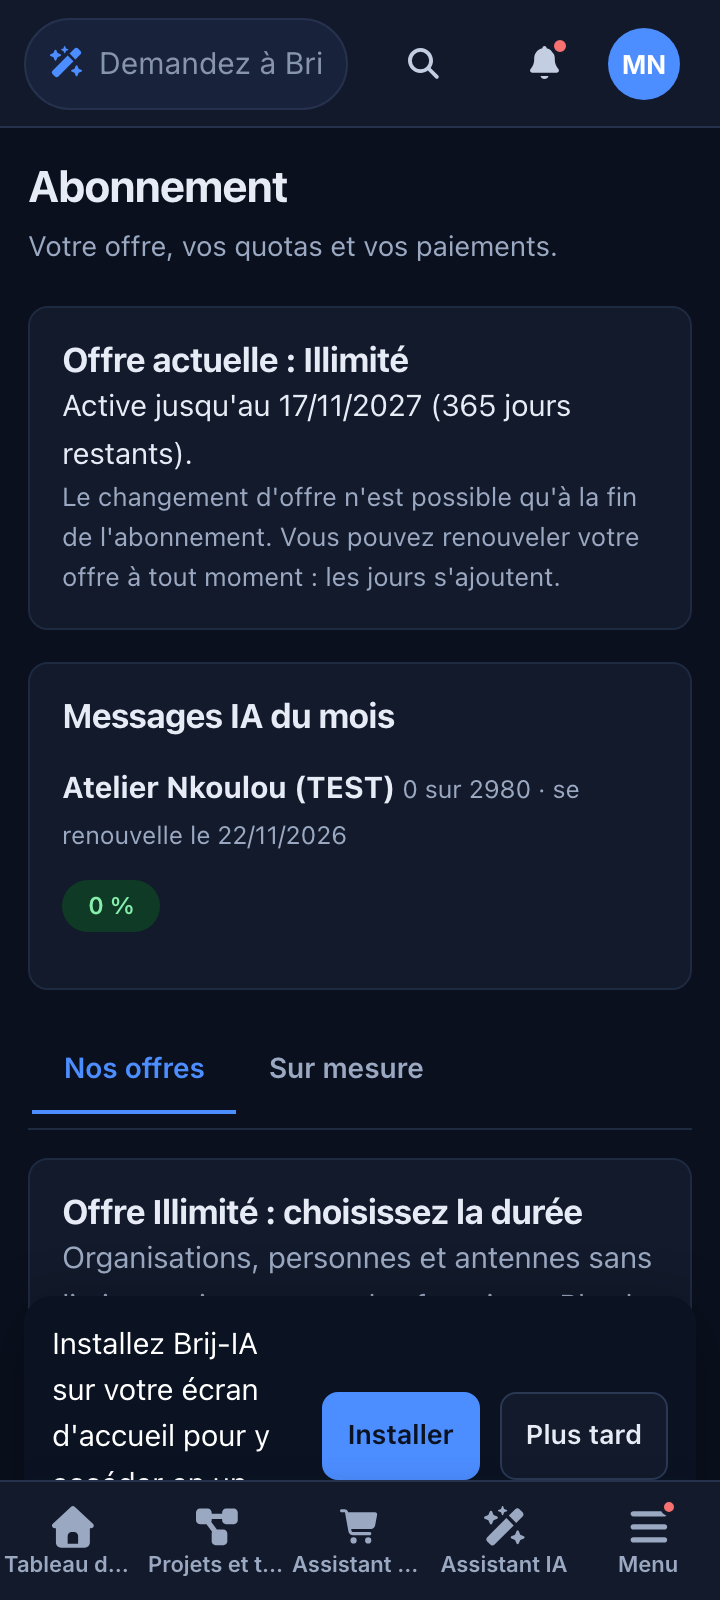 Demandez à Bri
MN
Abonnement
Votre offre, vos quotas et vos paiements.
Offre actuelle : Illimité
Active jusqu'au 17/11/2027 (365 jours
restants).
Le changement d'offre n'est possible qu'à la fin
de l'abonnement. Vous pouvez renouveler votre
offre à tout moment : les jours s'ajoutent.
Messages IA du mois
Atelier Nkoulou (TEST) 0 sur 2980 · se
renouvelle le 22/11/2026
0 %
Nos offres
Sur mesure
Offre Illimité : choisissez la durée
Organisations, personnes et antennes sans
Installez Brij-IA
sur votre écran
d'accueil pour y
Installer
Plus tard
Tableau d...
Projets et t...
Assistant ...
Assistant IA
Menu